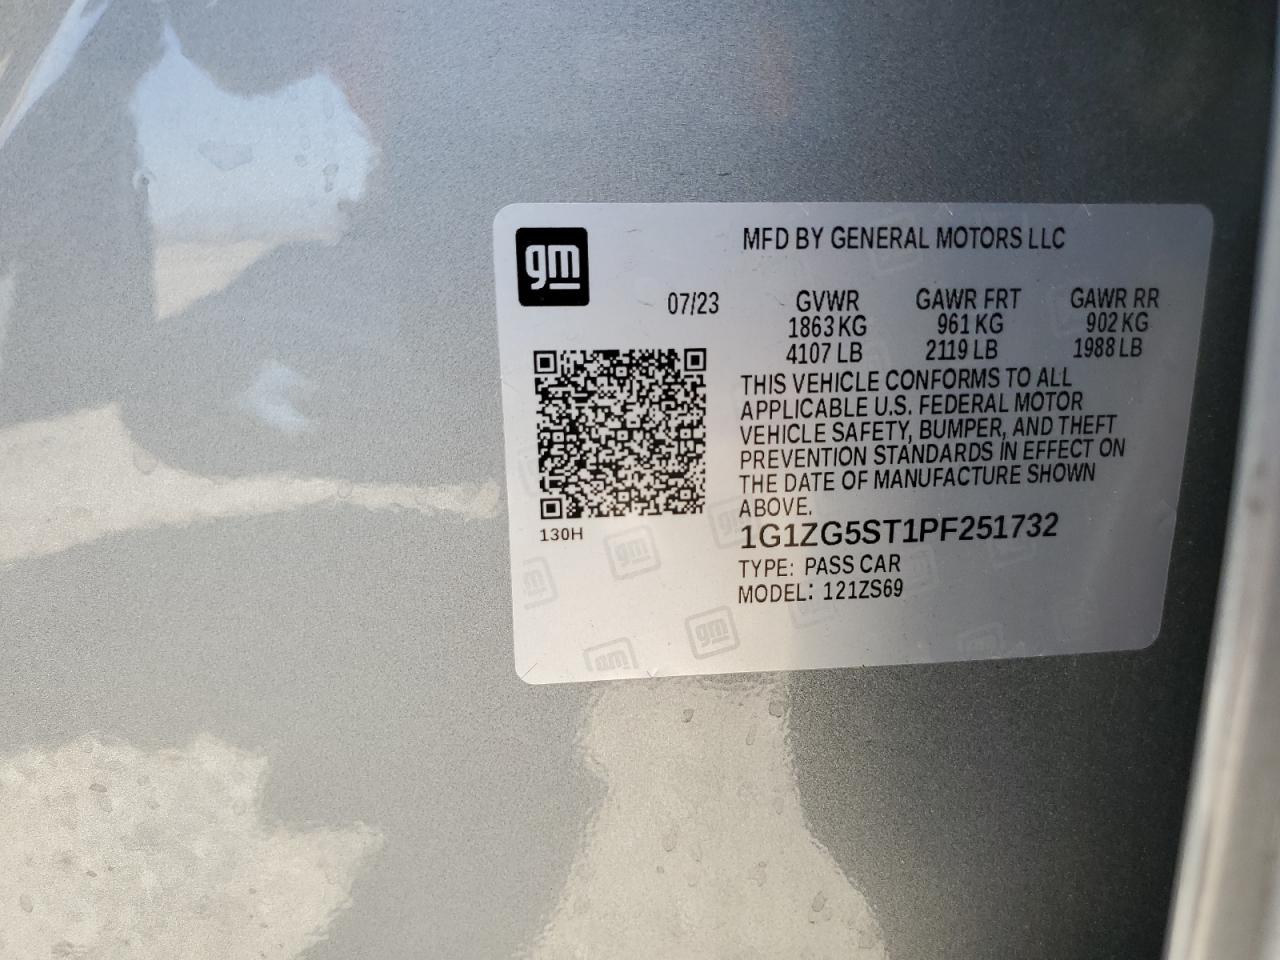 gm
MFD BY GENERAL MOTORS LLC
07/23
GVWR GAWR FRT GAWR RR
1863 KG 961 KG 902 KG
4107 LB 2119 LB 1988 LB
THIS VEHICLE CONFORMS TO ALL
APPLICABLE U.S. FEDERAL MOTOR
VEHICLE SAFETY, BUMPER, AND THEFT
PREVENTION STANDARDS IN EFFECT ON
THE DATE OF MANUFACTURE SHOWN
ABOVE.
130H
1G1ZG5ST1PF251732
TYPE: PASS CAR
MODEL: 121ZS69